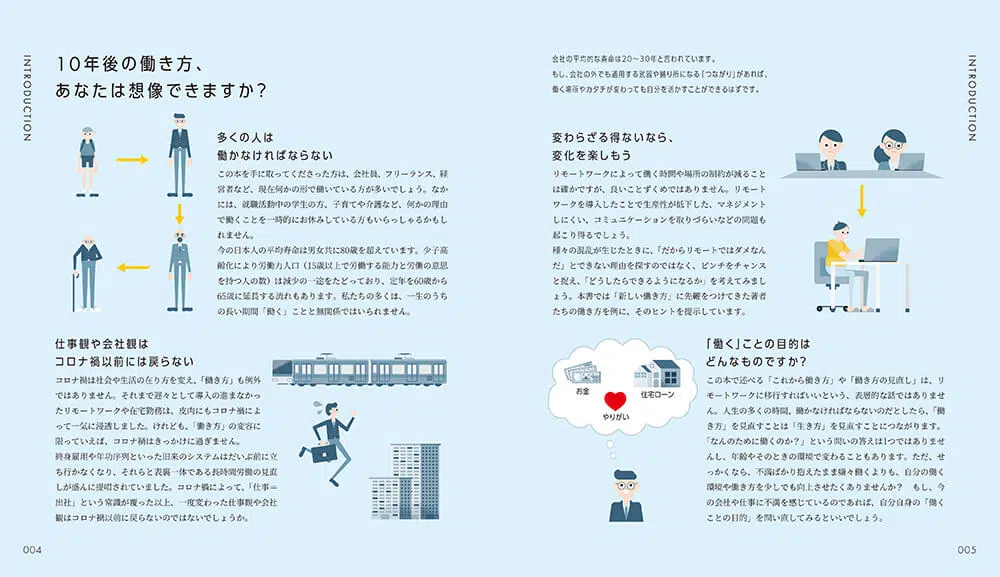 INTRODUCTION
10年後の働き方、
あなたは想像できますか？
多くの人は
働かなければならない
この本を手に取ってくださった方は、会社員、フリーランス、経
営者など、現在何かの形で働いている方が多いでしょう。なか
には、就職活動中の学生の方、子育てや介護など、何かの理由
で働くことを一時的にお休みしている方もいらっしゃるかもし
れません。
今の日本人の平均寿命は男女共に80歳を超えています。少子高
齢化により労働力人口（15歳以上で労働する能力と労働の意思
を持つ人の数）は減少の一途をたどっており、定年を60歳から
65歳に延長する流れもあります。私たちの多くは、一生のうち
の長い期間「働く」ことと無関係ではいられません。
仕事観や会社観は
コロナ禍以前には戻らない
コロナ禍は社会や生活の在り方を変え、「働き方」も例外
ではありません。それまで遅々として導入の進まなかっ
たリモートワークや在宅勤務は、皮肉にもコロナ禍によ
って一気に浸透しました。けれども、「働き方」の変容に
限っていえば、コロナ禍はきっかけに過ぎません。
終身雇用や年功序列といった旧来のシステムはだいぶ前に立
ち行かなくなり、それらと表裏一体である長時間労働の見直
しが盛んに提唱されていました。コロナ禍によって、「仕事＝
出社」という常識が覆った以上、一度変わった仕事観や会社
観はコロナ禍以前に戻らないのではないでしょうか。
004
会社の平均的な寿命は20〜30年と言われています。
もし、会社の外でも通用する武器や拠り所になる「つながり」があれば、
働く場所やカタチが変わっても自分を活かすことができるはずです。
INTRODUCTION
変わらざる得ないなら、
変化を楽しもう
リモートワークによって働く時間や場所の制約が減ること
は確かですが、良いことずくめではありません。リモート
ワークを導入したことで生産性が低下した、マネジメント
しにくい、コミュニケーションを取りづらいなどの問題も
起こり得るでしょう。
種々の混乱が生じたときに、「だからリモートではダメなん
だ」とできない理由を探すのではなく、ピンチをチャンス
と捉え、「どうしたらできるようになるか」を考えてみまし
ょう。本書では「新しい働き方」に先鞭をつけてきた著者
たちの働き方を例に、そのヒントを提示しています。
お金
住宅ローン
やりがい
「働く」ことの目的は
どんなものですか？
この本で述べる「これから働き方」や「働き方の見直し」は、リ
モートワークに移行すればいいという、表層的な話ではありませ
ん。人生の多くの時間、働かなければならないのだとしたら、「働
き方」を見直すことは「生き方」を見直すことにつながります。
「なんのために働くのか？」という問いの答えは1つではありませ
んし、年齢やそのときの環境で変わることもあります。ただ、せ
っかくなら、不満ばかり抱えたまま嫌々働くよりも、自分の働く
環境や働き方を少しでも向上させたくありませんか？　もし、今
の会社や仕事に不満を感じているのであれば、自分自身の「働く
ことの目的」を問い直してみるといいでしょう。
005